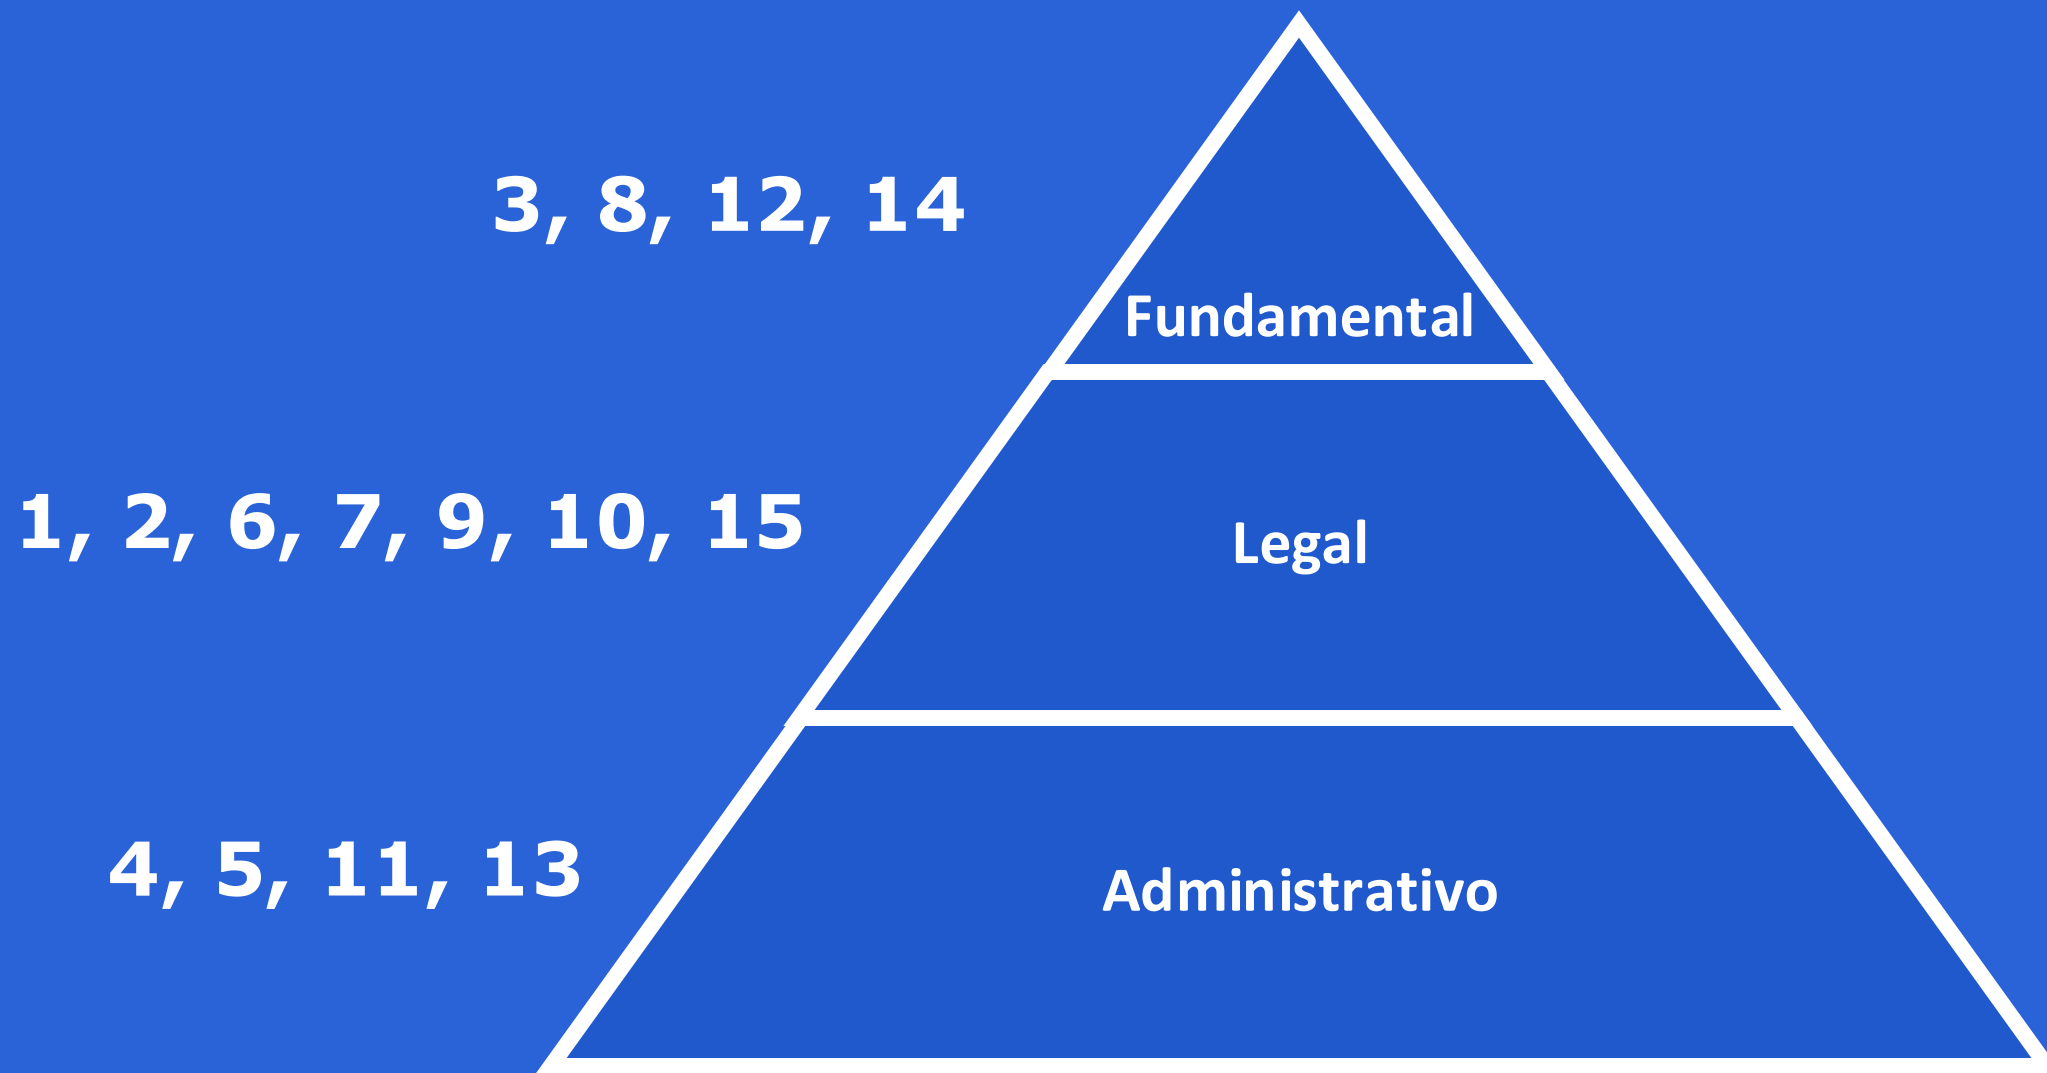 3, 8, 12, 14
Fundamental
1, 2, 6, 7, 9, 10, 15
Legal
4, 5, 11, 13
Administrativo